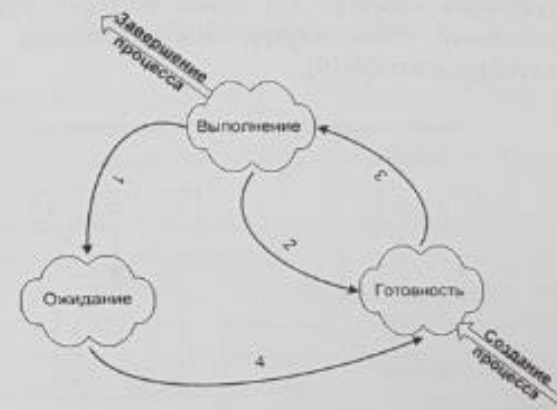 Завершение
процесса
Выполнение
1
2
3
Ожидание
Готовность
4
Создание
процесса